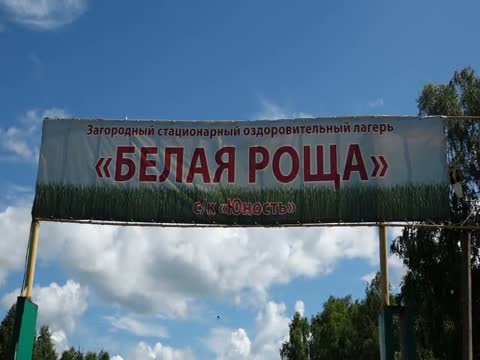 Загородный стационарный оздоровительный лагерь
«БЕЛАЯ РОЩА»
с/к «Юность»